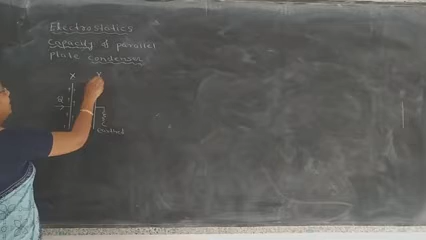 Electrostatics
Capacity of parallel
plate condenser
X Y
Q
Earthed